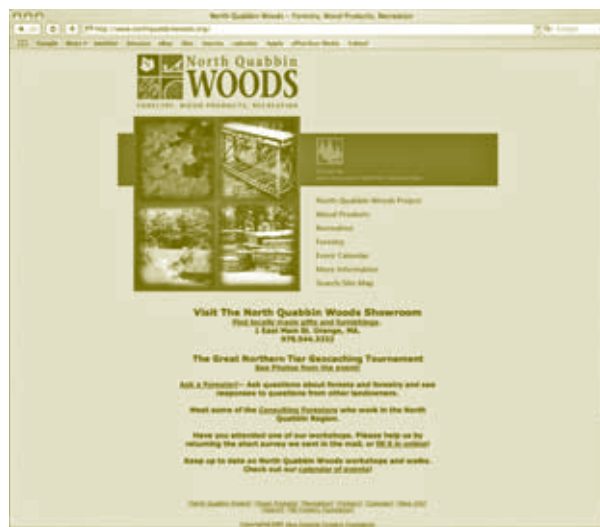 North Quabbin Woods – Forestry, Wood Products, Recreation
Google
North Quabbin
WOODS
FORESTRY, WOOD PRODUCTS, RECREATION
North Quabbin Woods Project
Wood Products
Recreation
Forestry
Event Calendar
More Information
Search/Site Map
Visit The North Quabbin Woods Showroom
Find locally made gifts and furnishings.
1 East Main St. Orange, MA.
978.544.3332
The Great Northern Tier Geocaching Tournament
See Photos from the event!
Ask a Forester!— Ask questions about forests and forestry and see
responses to questions from other landowners.
Meet some of the Consulting Foresters who work in the North
Quabbin Region.
Have you attended one of our workshops. Please help us by
returning the short survey we sent in the mail, or fill it in online!
Keep up to date on North Quabbin Woods workshops and walks.
Check out our calendar of events!